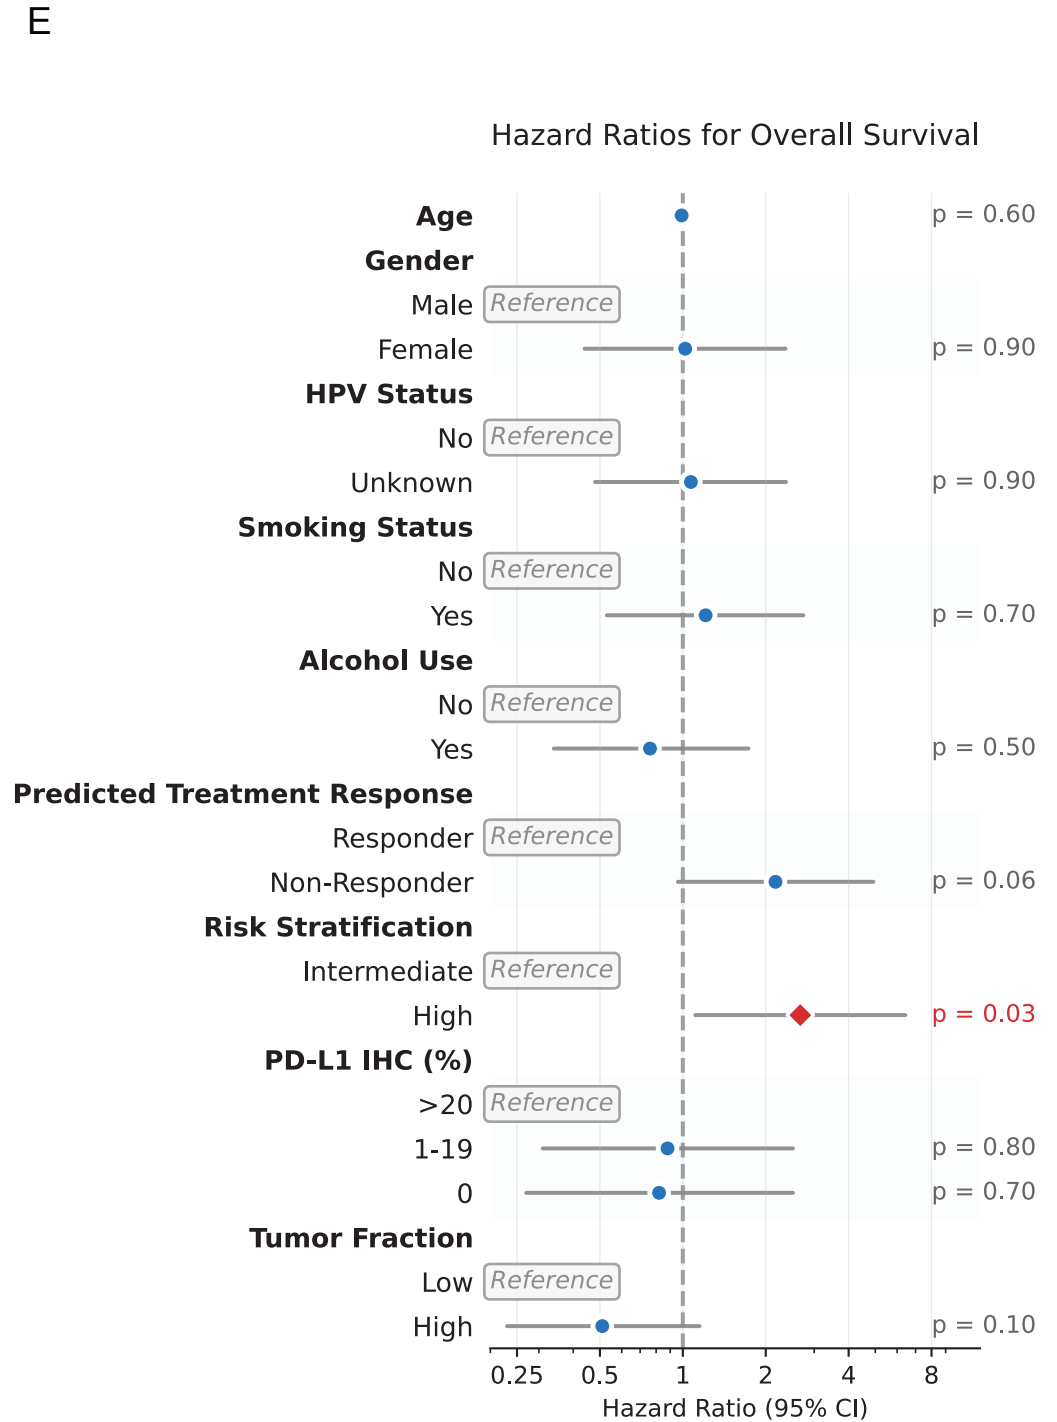 E
Hazard Ratios for Overall Survival
Age p = 0.60
Gender
Male Reference
Female p = 0.90
HPV Status
No Reference
Unknown p = 0.90
Smoking Status
No Reference
Yes p = 0.70
Alcohol Use
No Reference
Yes p = 0.50
Predicted Treatment Response
Responder Reference
Non-Responder p = 0.06
Risk Stratification
Intermediate Reference
High p = 0.03
PD-L1 IHC (%)
>20 Reference
1-19 p = 0.80
0 p = 0.70
Tumor Fraction
Low Reference
High p = 0.10
0.25 0.5 1 2 4 8
Hazard Ratio (95% CI)